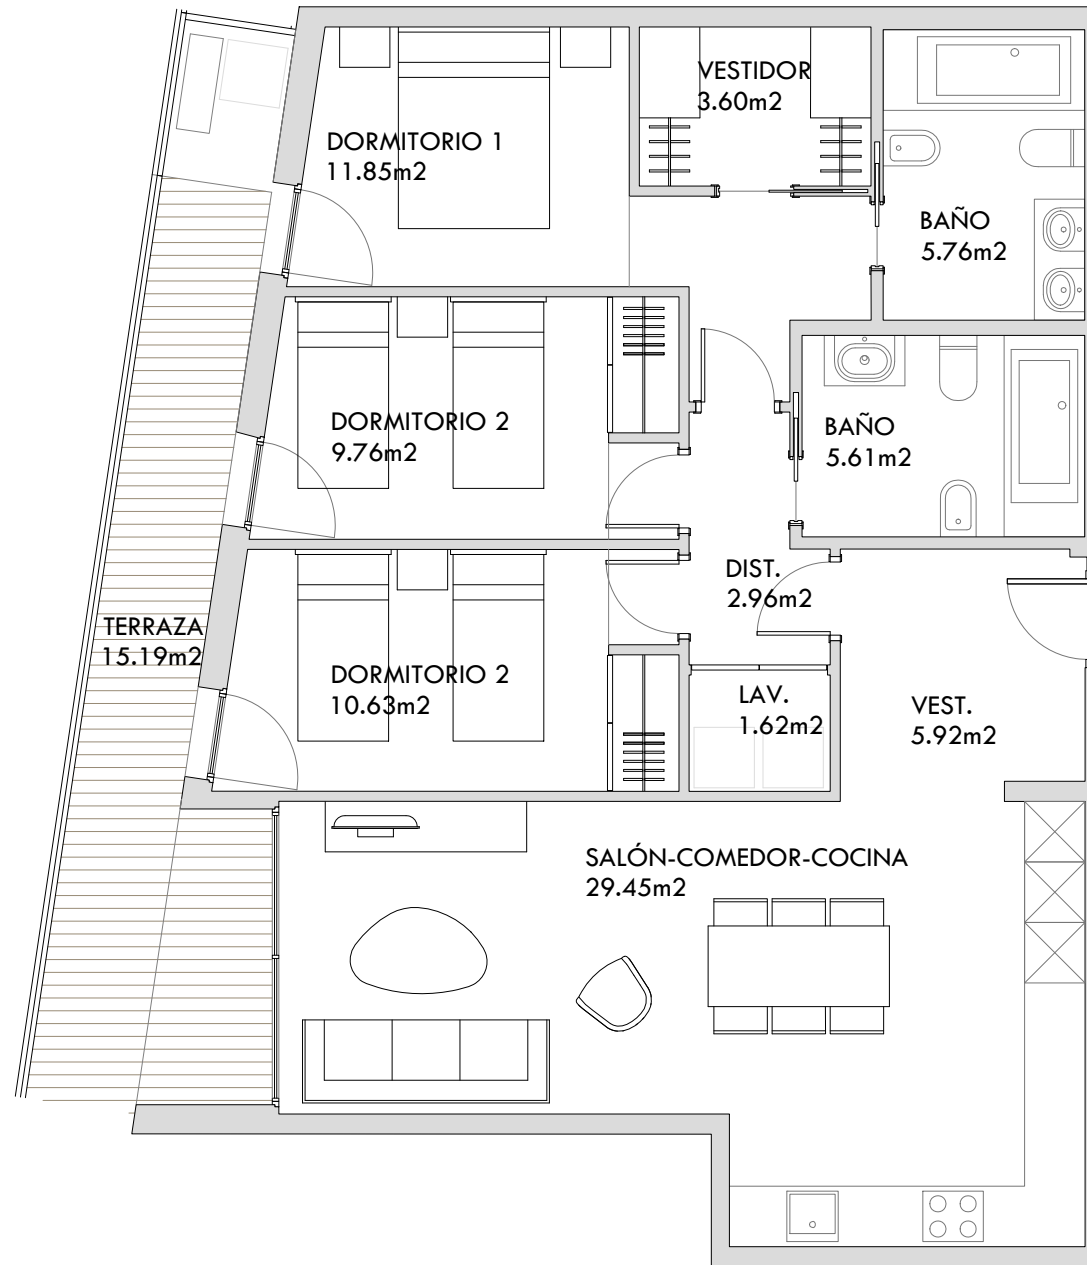 VESTIDOR
3.60m2
DORMITORIO 1
11.85m2
BAÑO
5.76m2
DORMITORIO 2
9.76m2
BAÑO
5.61m2
DIST.
2.96m2
TERRAZA
15.19m2
DORMITORIO 2
10.63m2
LAV.
1.62m2
VEST.
5.92m2
SALÓN-COMEDOR-COCINA
29.45m2